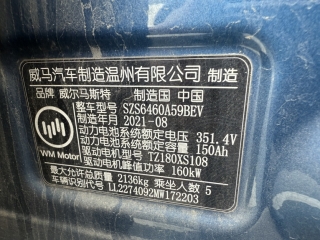 威马汽车制造温州有限公司 制造
品牌 威尔马斯特 制造国 中国
整车型号 SZS6460A59BEV
制造年月 2021-08
动力电池系统额定电压 351.4V
动力电池系统额定容量 150Ah
驱动电机型号 TZ180XS108
驱动电机峰值功率 160kW
WM Motor
最大允许总质量 2136kg 乘坐人数 5
车辆识别代号 LL2274092MW172203